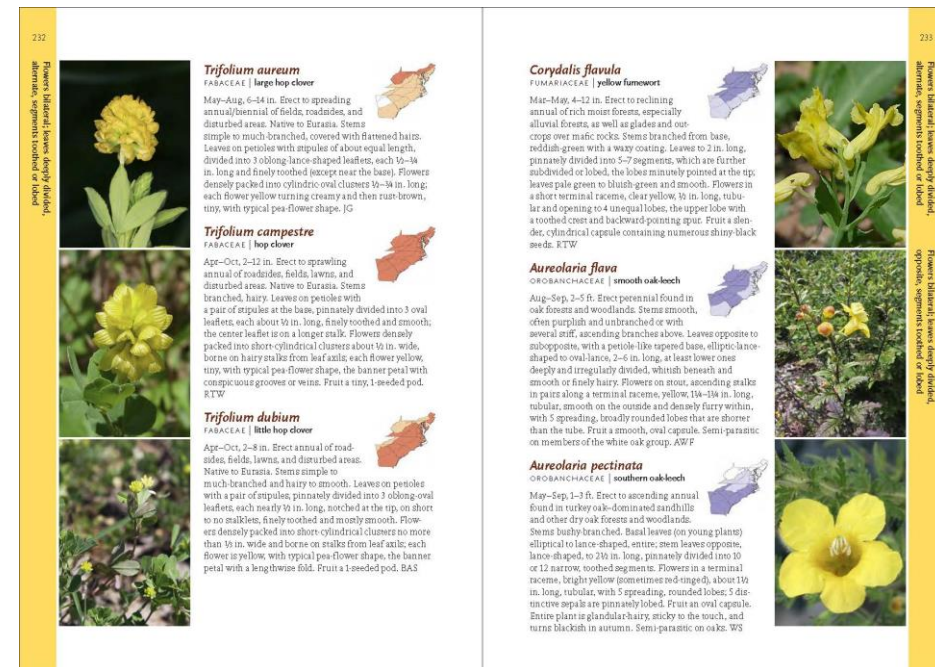 232
Flowers bilateral; leaves deeply divided,
alternate, segments toothed or lobed
Trifolium aureum
FABACEAE | large hop clover
May–Aug, 6–14 in. Erect to spreading
annual/biennial of fields, roadsides, and
disturbed areas. Native to Eurasia. Stems
simple to much-branched, covered with flattened hairs.
Leaves on petioles with stipules of about equal length,
divided into 3 oblong-lance-shaped leaflets, each ½–¾
in. long and finely toothed (except near the base). Flowers
densely packed into cylindric-oval clusters ½–¾ in. long;
each flower yellow turning creamy and then rust-brown,
tiny, with typical pea-flower shape. JG
Trifolium campestre
FABACEAE | hop clover
Apr–Oct, 2–12 in. Erect to sprawling
annual of roadsides, fields, lawns, and
disturbed areas. Native to Eurasia. Stems
branched, hairy. Leaves on petioles with
a pair of stipules at the base, pinnately divided into 3 oval
leaflets, each about ½ in. long, finely toothed and smooth;
the center leaflet is on a longer stalk. Flowers densely
packed into short-cylindrical clusters about ½ in. wide,
borne on hairy stalks from leaf axils; each flower yellow,
tiny, with typical pea-flower shape, the banner petal with
conspicuous grooves or veins. Fruit a tiny, 1-seeded pod.
RTW
Trifolium dubium
FABACEAE | little hop clover
Apr–Oct, 2–8 in. Erect annual of road-
sides, fields, lawns, and disturbed areas.
Native to Eurasia. Stems simple to
much-branched and hairy to smooth. Leaves on petioles
with a pair of stipules, pinnately divided into 3 oblong-oval
leaflets, each nearly ½ in. long, notched at the tip, on short
to no stalklets, finely toothed and mostly smooth. Flow-
ers densely packed into short-cylindrical clusters no more
than ⅓ in. wide and borne on stalks from leaf axils; each
flower is yellow, with typical pea-flower shape, the banner
petal with a lengthwise fold. Fruit a 1-seeded pod. BAS
Corydalis flavula
FUMARIACEAE | yellow fumewort
Mar–May, 4–12 in. Erect to reclining
annual of rich moist forests, especially
alluvial forests, as well as glades and out-
crops over mafic rocks. Stems branched from base,
reddish-green with a waxy coating. Leaves to 2 in. long,
pinnately divided into 5–7 segments, which are further
subdivided or lobed, the lobes minutely pointed at the tip;
leaves pale green to bluish-green and smooth. Flowers in
a short terminal raceme, clear yellow, ½ in. long, tubu-
lar and opening to 4 unequal lobes, the upper lobe with
a toothed crest and backward-pointing spur. Fruit a slen-
der, cylindrical capsule containing numerous shiny-black
seeds. RTW
Aureolaria flava
OROBANCHACEAE | smooth oak-leech
Aug–Sep, 2–5 ft. Erect perennial found in
oak forests and woodlands. Stems smooth,
often purplish and unbranched or with
several stiff, ascending branches above. Leaves opposite to
subopposite, with a petiole-like tapered base, elliptic-lance-
shaped to oval-lance, 2–6 in. long, at least lower ones
deeply and irregularly divided, whitish beneath and
smooth or finely hairy. Flowers on stout, ascending stalks
in pairs along a terminal raceme, yellow, 1¼–1¾ in. long,
tubular, smooth on the outside and densely furry within,
with 5 spreading, broadly rounded lobes that are shorter
than the tube. Fruit a smooth, oval capsule. Semi-parasitic
on members of the white oak group. AWF
Aureolaria pectinata
OROBANCHACEAE | southern oak-leech
May–Sep, 1–3 ft. Erect to ascending annual
found in turkey oak–dominated sandhills
and other dry oak forests and woodlands.
Stems bushy-branched. Basal leaves (on young plants)
elliptical to lance-shaped, entire; stem leaves opposite,
lance-shaped, to 2½ in. long, pinnately divided into 10
or 12 narrow, toothed segments. Flowers in a terminal
raceme, bright yellow (sometimes red-tinged), about 1½
in. long, tubular, with 5 spreading, rounded lobes; 5 dis-
tinctive sepals are pinnately lobed. Fruit an oval capsule.
Entire plant is glandular-hairy, sticky to the touch, and
turns blackish in autumn. Semi-parasitic on oaks. WS
233
Flowers bilateral; leaves deeply divided,
alternate, segments toothed or lobed
Flowers bilateral; leaves deeply divided,
opposite, segments toothed or lobed